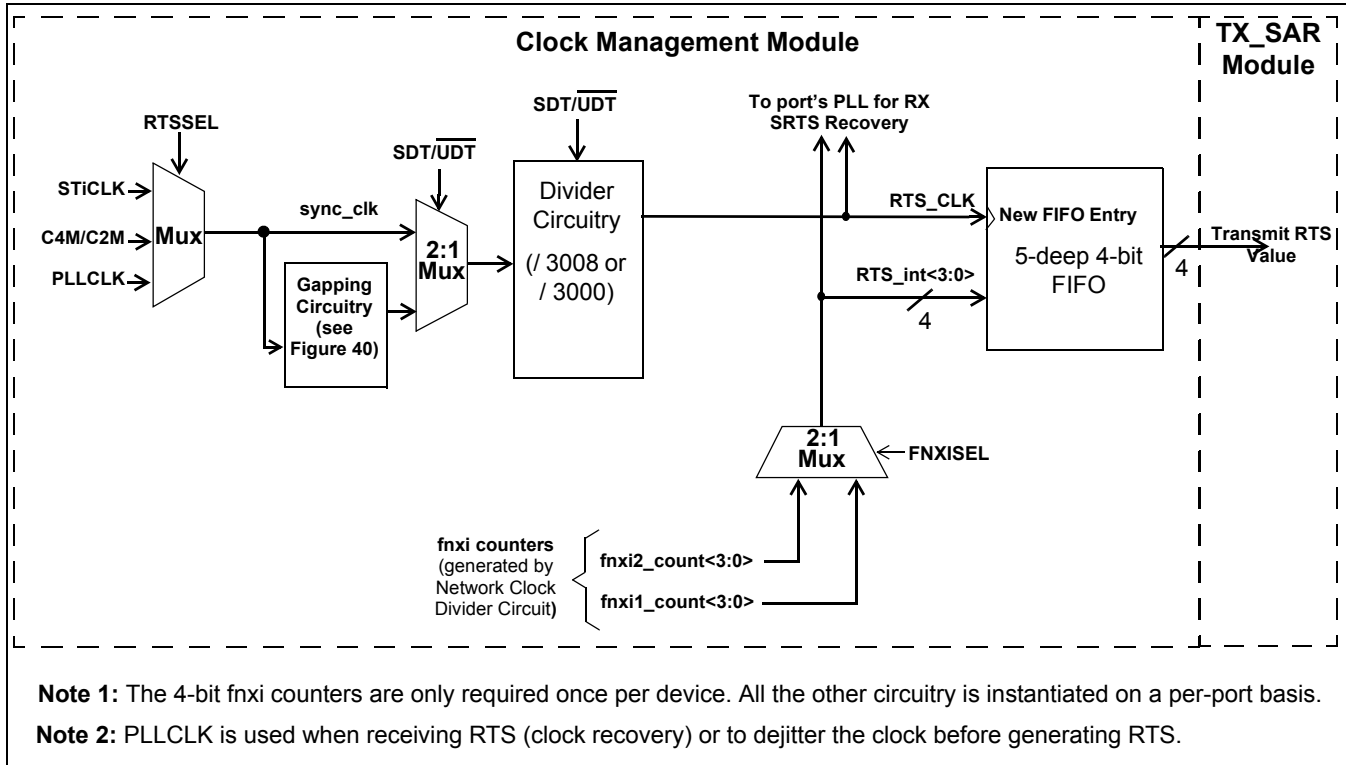 Clock Management Module
TX_SAR
Module
RTSSEL
STiCLK
C4M/C2M
PLLCLK
Mux
sync_clk
Gapping
Circuitry
(see
Figure 40)
SDT/UDT
2:1
Mux
SDT/UDT
Divider
Circuitry
(/ 3008 or
/ 3000)
To port's PLL for RX
SRTS Recovery
RTS_CLK
RTS_int<3:0>
4
New FIFO Entry
5-deep 4-bit
FIFO
4
Transmit RTS
Value
2:1
Mux
FNXISEL
fnxi counters
(generated by
Network Clock
Divider Circuit)
fnxi2_count<3:0>
fnxi1_count<3:0>
Note 1: The 4-bit fnxi counters are only required once per device. All the other circuitry is instantiated on a per-port basis.
Note 2: PLLCLK is used when receiving RTS (clock recovery) or to dejitter the clock before generating RTS.